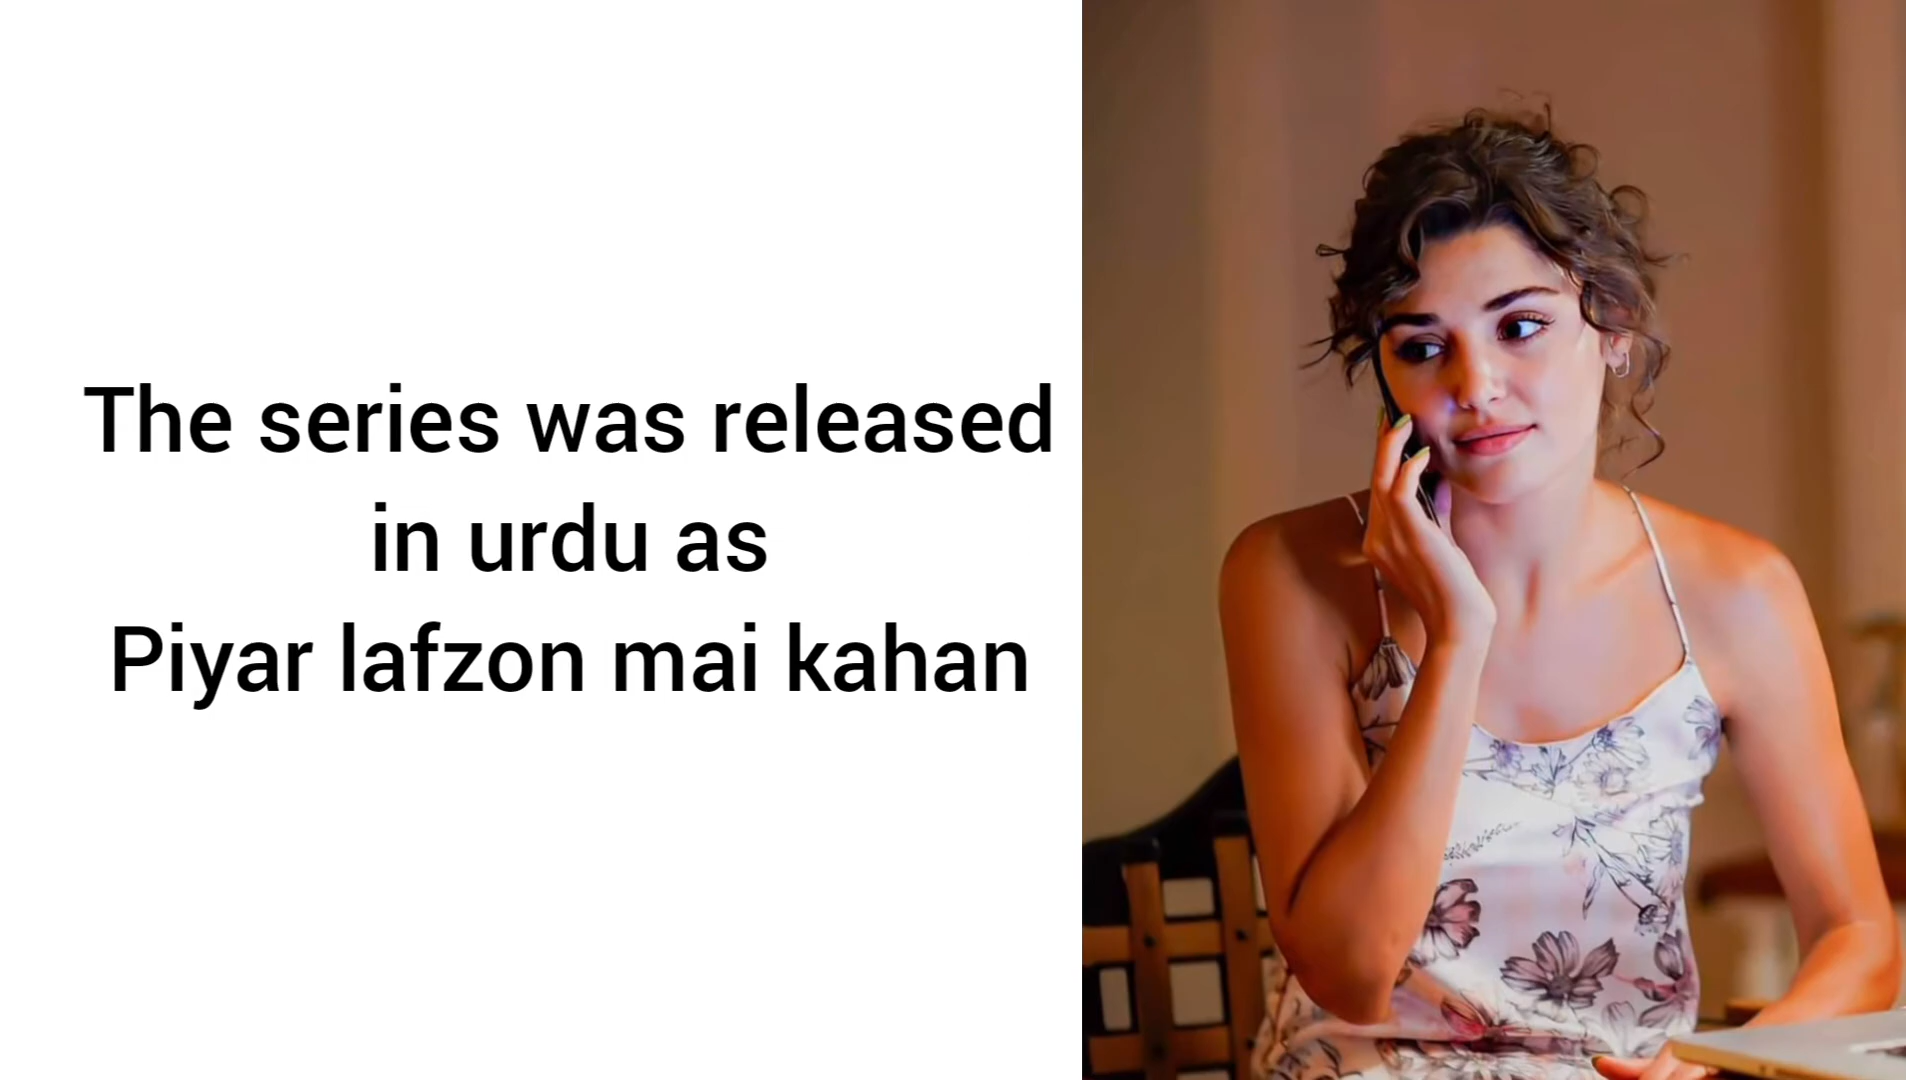 The series was released
in urdu as
Piyar lafzon mai kahan